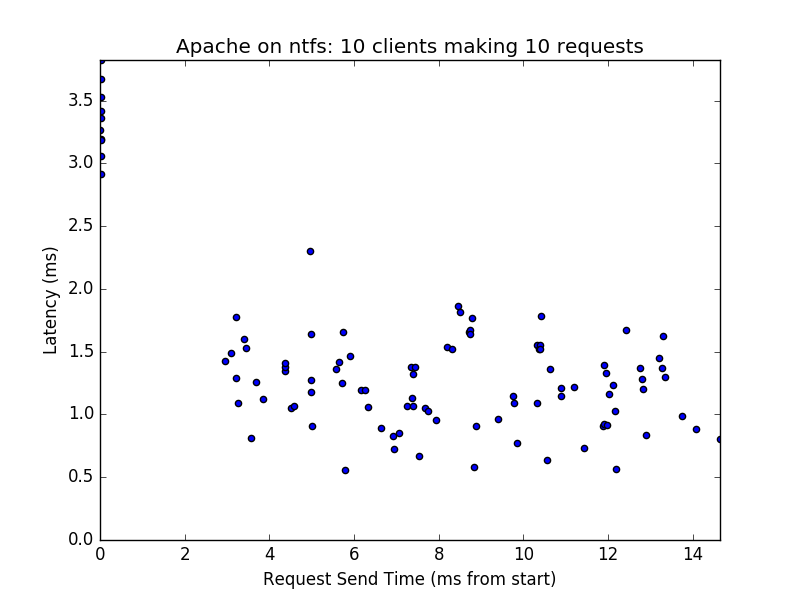 Apache on ntfs: 10 clients making 10 requests
3.5
3.0
2.5
2.0
1.5
1.0
0.5
0.0
Latency (ms)
0 2 4 6 8 10 12 14
Request Send Time (ms from start)